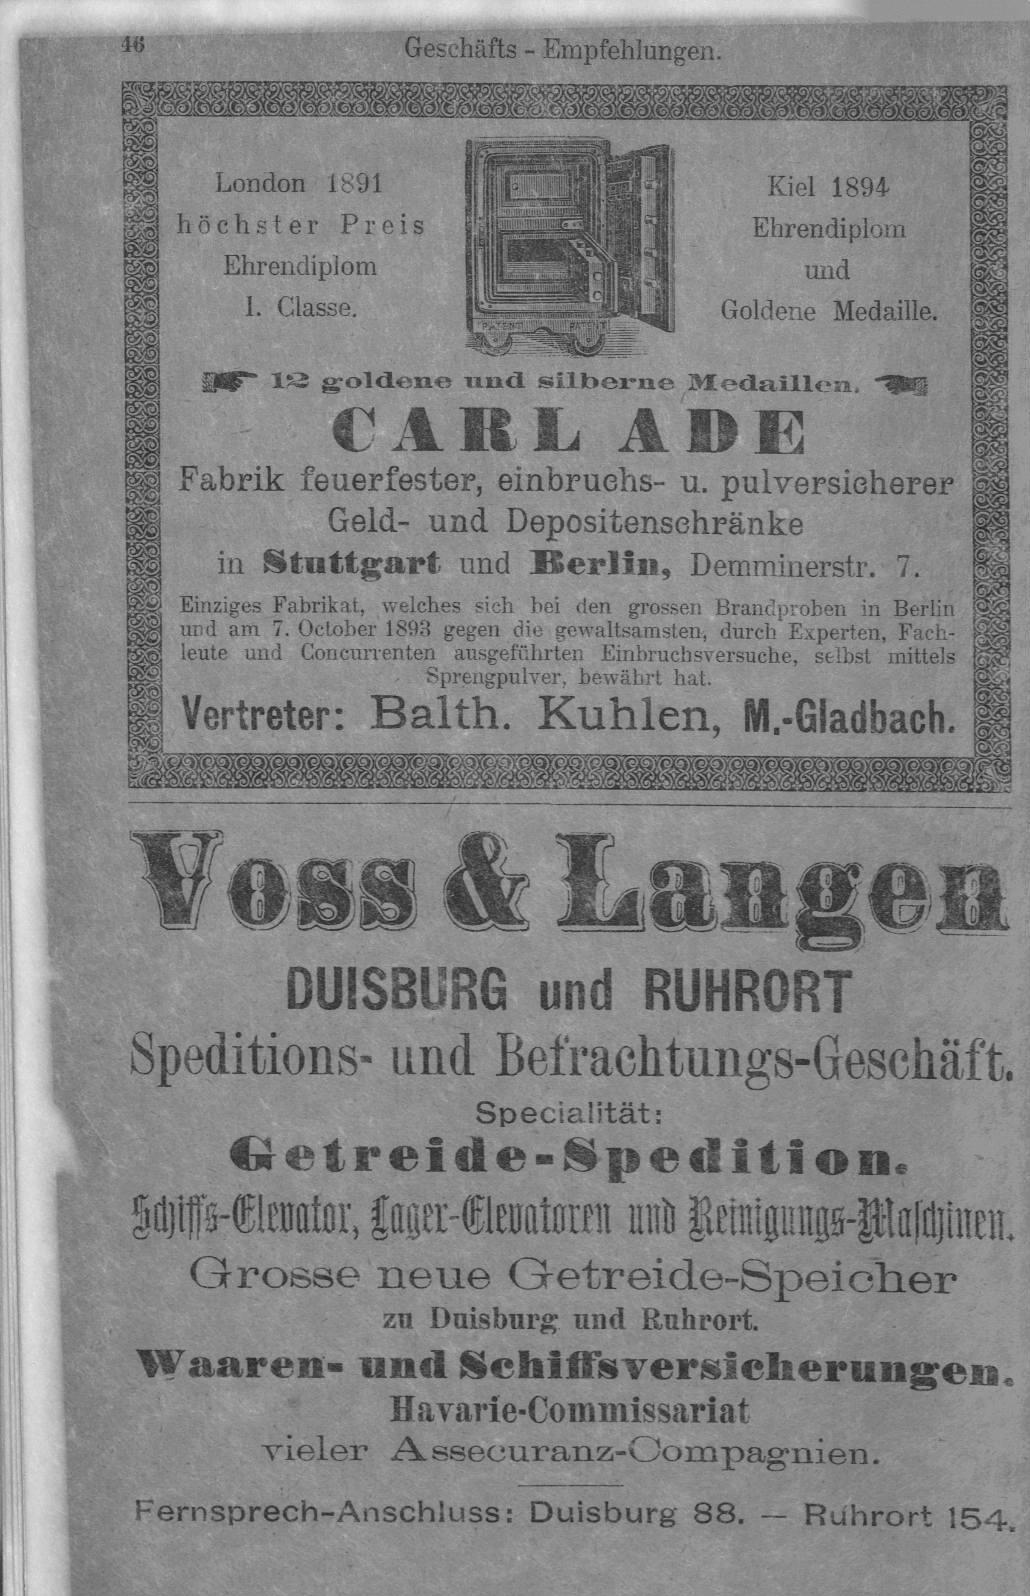 46
Geschäfts - Empfehlungen.
London 1891
höchster Preis
Ehrendiplom
I. Classe.
Kiel 1894
Ehrendiplom
und
Goldene Medaille.
PATENT PATENT
12 goldene und silberne Medaillen.
CARL ADE
Fabrik feuerfester, einbruchs- u. pulversicherer
Geld- und Depositenschränke
in Stuttgart und Berlin, Demminerstr. 7.
Einziges Fabrikat, welches sich bei den grossen Brandproben in Berlin
und am 7. October 1893 gegen die gewaltsamsten, durch Experten, Fach-
leute und Concurrenten ausgeführten Einbruchsversuche, selbst mittels
Sprengpulver, bewährt hat.
Vertreter: Balth. Kuhlen, M.-Gladbach.
Voss & Langen
DUISBURG und RUHRORT
Speditions- und Befrachtungs-Geschäft.
Specialität:
Getreide-Spedition.
Schiffs-Elevator, Lager-Elevatoren und Reinigungs-Maschinen.
Grosse neue Getreide-Speicher
zu Duisburg und Ruhrort.
Waaren- und Schiffsversicherungen.
Havarie-Commissariat
vieler Assecuranz-Compagnien.
Fernsprech-Anschluss: Duisburg 88. — Ruhrort 154.